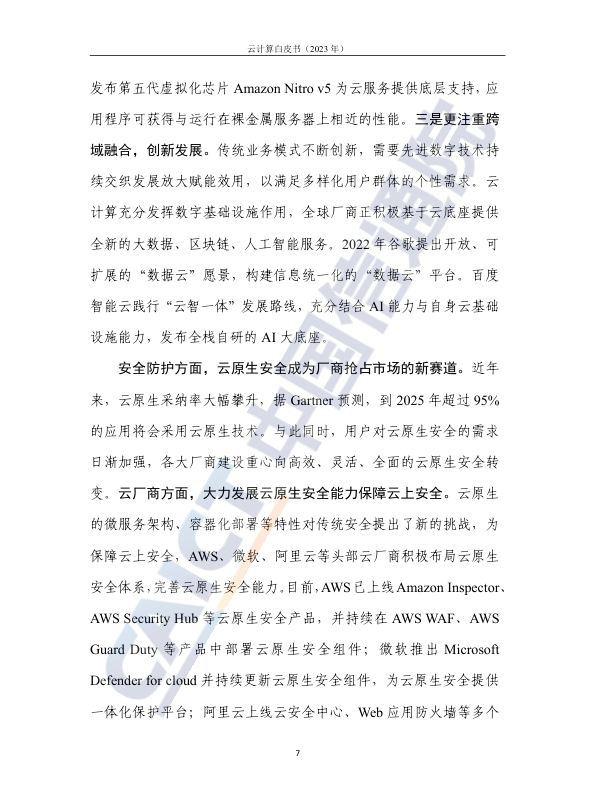 云计算白皮书（2023 年）
发布第五代虚拟化芯片 Amazon Nitro v5 为云服务提供底层支持，应
用程序可获得与运行在裸金属服务器上相近的性能。三是更注重跨
域融合，创新发展。传统业务模式不断创新，需要先进数字技术持
续交织发展放大赋能效用，以满足多样化用户群体的个性需求。云
计算充分发挥数字基础设施作用，全球厂商正积极基于云底座提供
全新的大数据、区块链、人工智能服务。2022 年谷歌提出开放、可
扩展的“数据云”愿景，构建信息统一化的“数据云”平台。百度
智能云践行“云智一体”发展路线，充分结合 AI 能力与自身云基础
设施能力，发布全栈自研的 AI 大底座。
安全防护方面，云原生安全成为厂商抢占市场的新赛道。近年
来，云原生采纳率大幅攀升，据 Gartner 预测，到 2025 年超过 95%
的应用将会采用云原生技术。与此同时，用户对云原生安全的需求
日渐加强，各大厂商建设重心向高效、灵活、全面的云原生安全转
变。云厂商方面，大力发展云原生安全能力保障云上安全。云原生
的微服务架构、容器化部署等特性对传统安全提出了新的挑战，为
保障云上安全，AWS、微软、阿里云等头部云厂商积极布局云原生
安全体系，完善云原生安全能力。目前，AWS 已上线 Amazon Inspector、
AWS Security Hub 等云原生安全产品，并持续在 AWS WAF、AWS
Guard Duty 等产品中部署云原生安全组件；微软推出 Microsoft
Defender for cloud 并持续更新云原生安全组件，为云原生安全提供
一体化保护平台；阿里云上线云安全中心、Web 应用防火墙等多个
7
CAICT 中国信通院